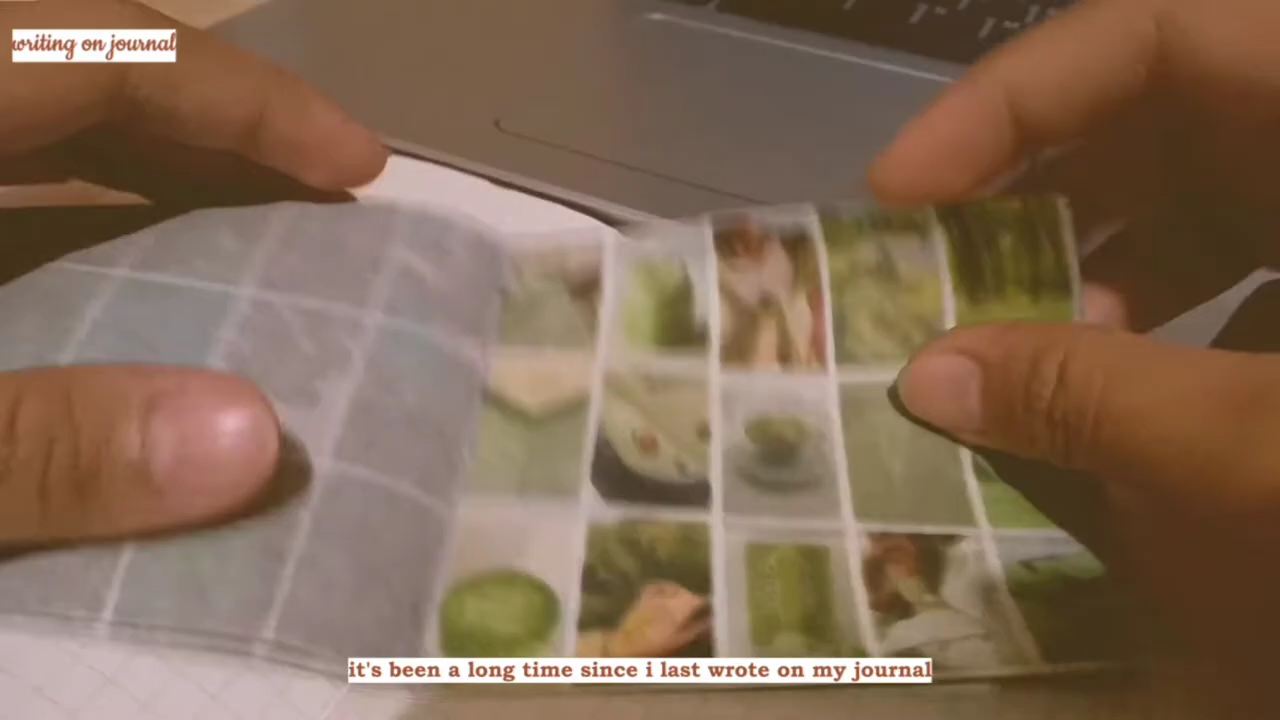 writing on journal
it's been a long time since i last wrote on my journal